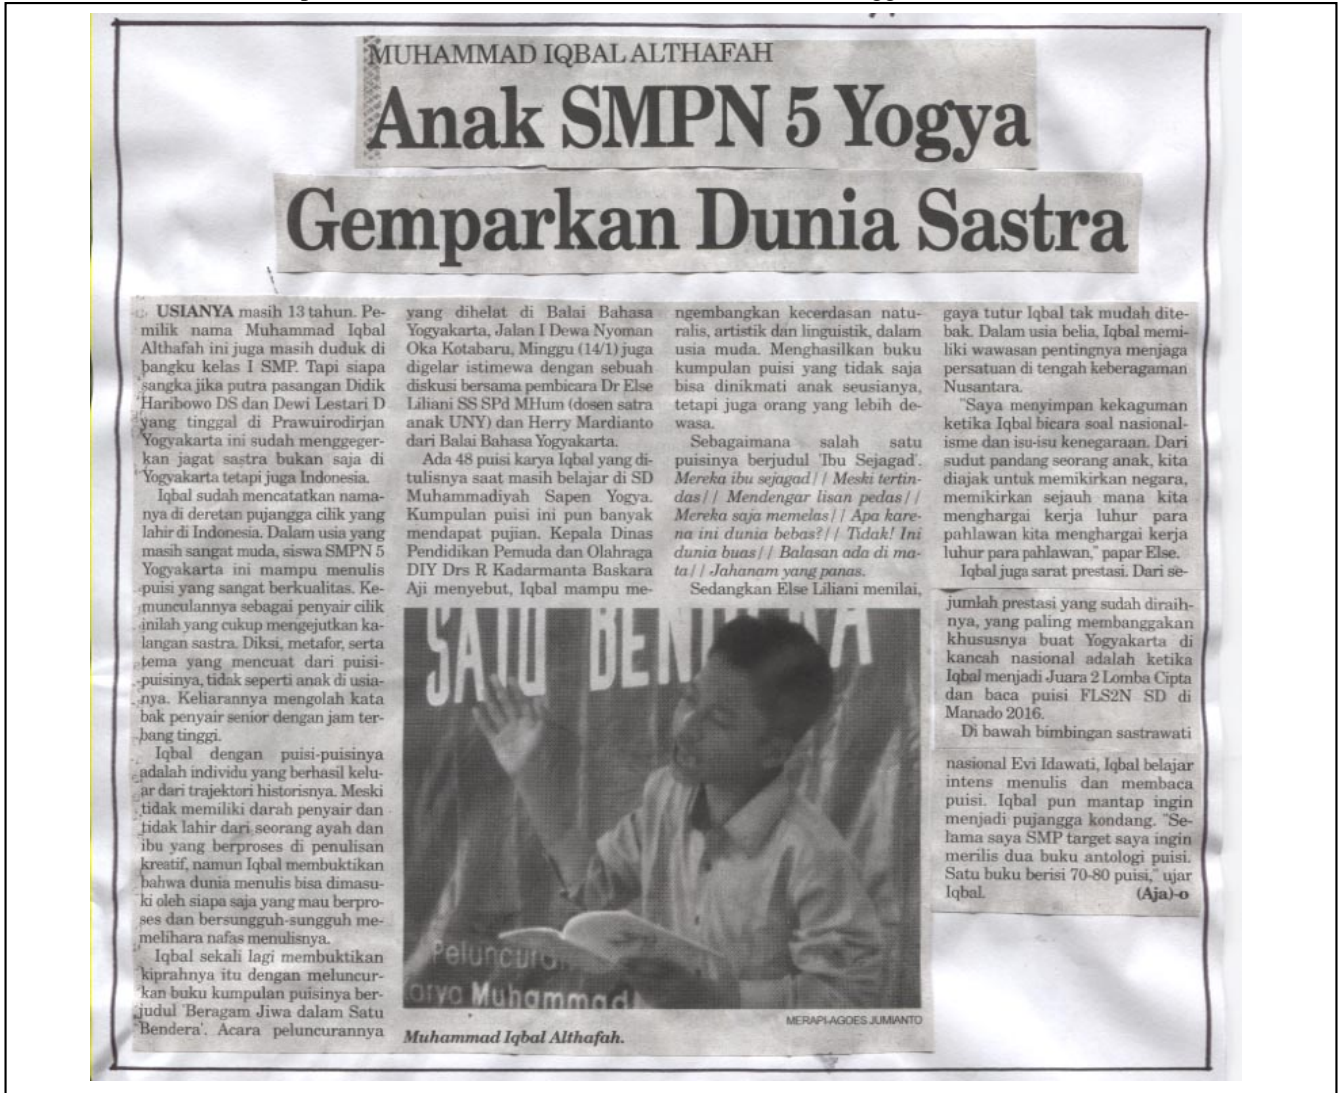 MUHAMMAD IQBAL ALTHAFAH
Anak SMPN 5 Yogya
Gemparkan Dunia Sastra
USIANYA masih 13 tahun. Pe-
milik nama Muhammad Iqbal
Althafah ini juga masih duduk di
bangku kelas I SMP. Tapi siapa
sangka jika putra pasangan Didik
Haribowo DS dan Dewi Lestari D
yang tinggal di Prawuirodirjan
Yogyakarta ini sudah menggeger-
kan jagat sastra bukan saja di
Yogyakarta tetapi juga Indonesia.
Iqbal sudah mencatatkan nama-
nya di deretan pujangga cilik yang
lahir di Indonesia. Dalam usia yang
masih sangat muda, siswa SMPN 5
Yogyakarta ini mampu menulis
puisi yang sangat berkualitas. Ke-
munculannya sebagai penyair cilik
inilah yang cukup mengejutkan ka-
langan sastra. Diksi, metafor, serta
tema yang mencuat dari puisi-
puisinya, tidak seperti anak di usia-
nya. Keliarannya mengolah kata
bak penyair senior dengan jam ter-
bang tinggi.
Iqbal dengan puisi-puisinya
adalah individu yang berhasil kelu-
ar dari trajektori historisnya. Meski
tidak memiliki darah penyair dan
tidak lahir dari seorang ayah dan
ibu yang berproses di penulisan
kreatif, namun Iqbal membuktikan
bahwa dunia menulis bisa dimasu-
ki oleh siapa saja yang mau berpro-
ses dan bersungguh-sungguh me-
melihara nafas menulisnya.
Iqbal sekali lagi membuktikan
kiprahnya itu dengan meluncur-
kan buku kumpulan puisinya ber-
judul 'Beragam Jiwa dalam Satu
Bendera'. Acara peluncurannya
yang dihelat di Balai Bahasa
Yogyakarta, Jalan I Dewa Nyoman
Oka Kotabaru, Minggu (14/1) juga
digelar istimewa dengan sebuah
diskusi bersama pembicara Dr Else
Liliani SS SPd MHum (dosen satra
anak UNY) dan Herry Mardianto
dari Balai Bahasa Yogyakarta.
Ada 48 puisi karya Iqbal yang di-
tulisnya saat masih belajar di SD
Muhammadiyah Sapen Yogya.
Kumpulan puisi ini pun banyak
mendapat pujian. Kepala Dinas
Pendidikan Pemuda dan Olahraga
DIY Drs R Kadarmanta Baskara
Aji menyebut, Iqbal mampu me-
ngembangkan kecerdasan natu-
ralis, artistik dan linguistik, dalam
usia muda. Menghasilkan buku
kumpulan puisi yang tidak saja
bisa dinikmati anak seusianya,
tetapi juga orang yang lebih de-
wasa.
Sebagaimana salah satu
puisinya berjudul 'Ibu Sejagad'.
Mereka ibu sejagad// Meski tertin-
das// Mendengar lisan pedas//
Mereka saja memelas// Apa kare-
na ini dunia bebas?// Tidak! Ini
dunia buas// Balasan ada di ma-
ta// Jahanam yang panas.
Sedangkan Else Liliani menilai,
gaya tutur Iqbal tak mudah dite-
bak. Dalam usia belia, Iqbal memi-
liki wawasan pentingnya menjaga
persatuan di tengah keberagaman
Nusantara.
"Saya menyimpan kekaguman
ketika Iqbal bicara soal nasional-
isme dan isu-isu kenegaraan. Dari
sudut pandang seorang anak, kita
diajak untuk memikirkan negara,
memikirkan sejauh mana kita
menghargai kerja luhur para
pahlawan kita menghargai kerja
luhur para pahlawan," papar Else.
Iqbal juga sarat prestasi. Dari se-
jumlah prestasi yang sudah diraih-
nya, yang paling membanggakan
khususnya buat Yogyakarta di
kancah nasional adalah ketika
Iqbal menjadi Juara 2 Lomba Cipta
dan baca puisi FLS2N SD di
Manado 2016.
Di bawah bimbingan sastrawati
nasional Evi Idawati, Iqbal belajar
intens menulis dan membaca
puisi. Iqbal pun mantap ingin
menjadi pujangga kondang. "Se-
lama saya SMP target saya ingin
merilis dua buku antologi puisi.
Satu buku berisi 70-80 puisi," ujar
Iqbal. (Aja)-o
SATU
Muhammad
MERAPI-AGOES JUMIANTO
Muhammad Iqbal Althafah.